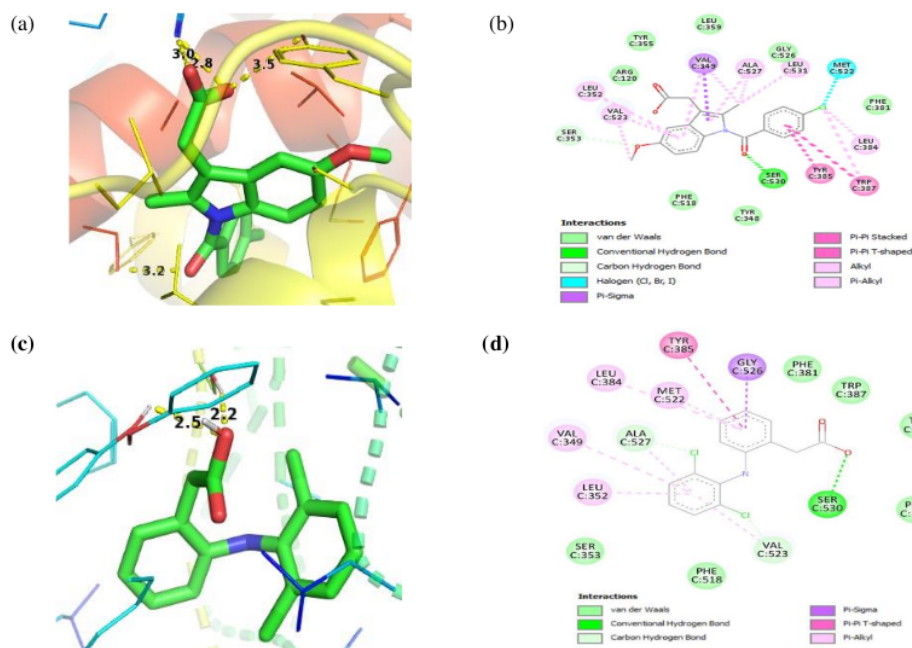 (a)
3.0
2.8
3.5
3.2
(b)
LEU
C:359
TYR
C:355
VAL
C:349
ALA
C:527
GLY
C:526
LEU
C:531
MET
C:522
ARG
C:120
LEU
C:352
PHE
C:381
VAL
C:523
Cl
SER
C:353
N
O
O
O
O
LEU
C:384
SER
C:530
TYR
C:385
TRP
C:387
PHE
C:518
TYR
C:348
Interactions
van der Waals
Conventional Hydrogen Bond
Carbon Hydrogen Bond
Halogen (Cl, Br, I)
Pi-Sigma
Pi-Pi Stacked
Pi-Pi T-shaped
Alkyl
Pi-Alkyl
(c)
2.5
2.2
(d)
TYR
C:385
GLY
C:526
PHE
C:381
LEU
C:384
MET
C:522
TRP
C:387
VAL
C:349
ALA
C:527
Cl
O
O
N
LEU
C:352
Cl
SER
C:530
SER
C:353
PHE
C:518
VAL
C:523
Interactions
van der Waals
Conventional Hydrogen Bond
Carbon Hydrogen Bond
Pi-Sigma
Pi-Pi T-shaped
Pi-Alkyl